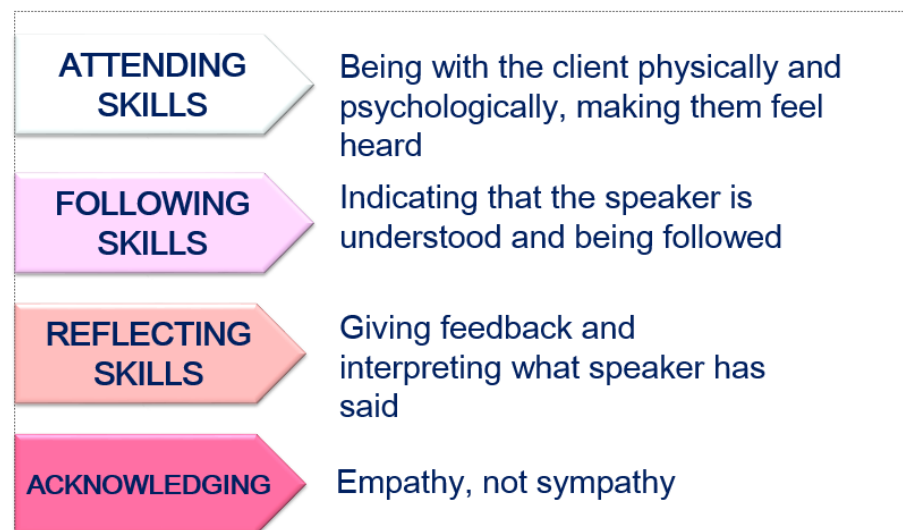 ATTENDING
SKILLS
Being with the client physically and
psychologically, making them feel
heard
FOLLOWING
SKILLS
Indicating that the speaker is
understood and being followed
REFLECTING
SKILLS
Giving feedback and
interpreting what speaker has
said
ACKNOWLEDGING
Empathy, not sympathy